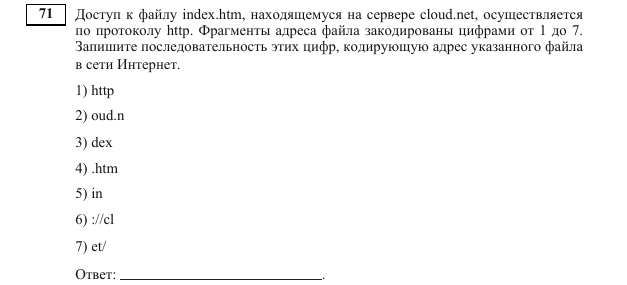 71
Доступ к файлу index.htm, находящемуся на сервере cloud.net, осуществляется
по протоколу http. Фрагменты адреса файла закодированы цифрами от 1 до 7.
Запишите последовательность этих цифр, кодирующую адрес указанного файла
в сети Интернет.
1) http
2) oud.n
3) dex
4) .htm
5) in
6) ://cl
7) et/
Ответ: ___________________________.